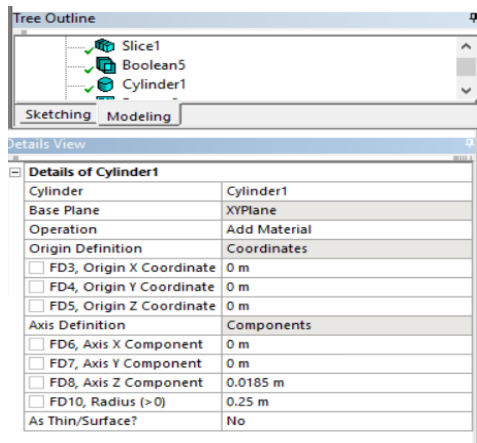 Tree Outline
Slice1
Boolean5
Cylinder1
Sketching Modeling
Details View
Details of Cylinder1
Cylinder Cylinder1
Base Plane XYPlane
Operation Add Material
Origin Definition Coordinates
FD3, Origin X Coordinate 0 m
FD4, Origin Y Coordinate 0 m
FD5, Origin Z Coordinate 0 m
Axis Definition Components
FD6, Axis X Component 0 m
FD7, Axis Y Component 0 m
FD8, Axis Z Component 0.0185 m
FD10, Radius (>0) 0.25 m
As Thin/Surface? No